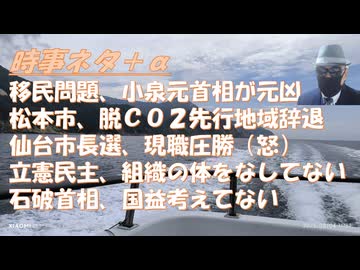 時事ネタ+α
移民問題、小泉元首相が元凶
松本市、脱CO2先行地域辞退
仙台市長選、現職圧勝(怒)
立憲民主、組織の体をなしてない
石破首相、国益考えてない
XIAOMI